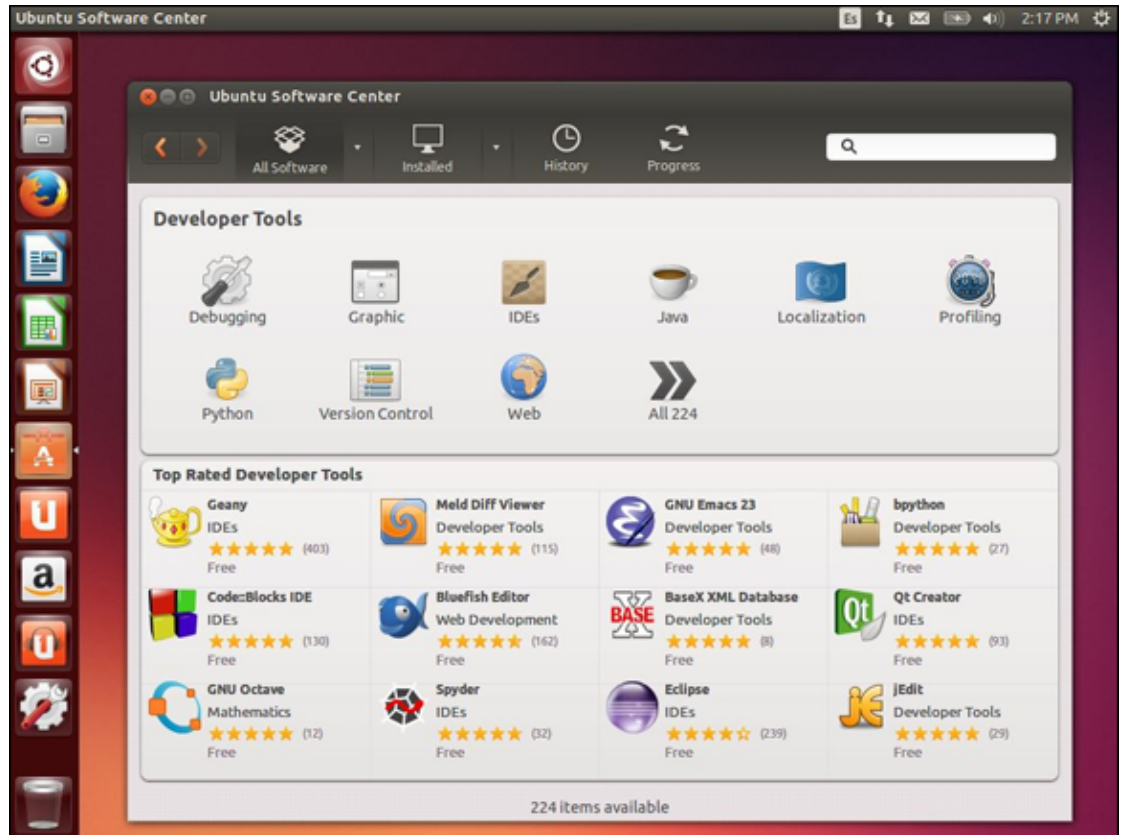 Ubuntu Software Center
Es
2:17 PM
Ubuntu Software Center
All Software
Installed
History
Progress
Developer Tools
Debugging
Graphic
IDEs
Java
Localization
Profiling
Python
Version Control
Web
All 224
Top Rated Developer Tools
Geany
IDEs
(403)
Free
Meld Diff Viewer
Developer Tools
(115)
Free
GNU Emacs 23
Developer Tools
(48)
Free
bpython
Developer Tools
(27)
Free
Code::Blocks IDE
IDEs
(130)
Free
Bluefish Editor
Web Development
(162)
Free
BASE
BaseX XML Database
Developer Tools
(8)
Free
Qt
Qt Creator
IDEs
(93)
Free
GNU Octave
Mathematics
(12)
Free
Spyder
IDEs
(32)
Free
Eclipse
IDEs
(239)
Free
jE
jEdit
Developer Tools
(29)
Free
224 items available
A
U
a
U